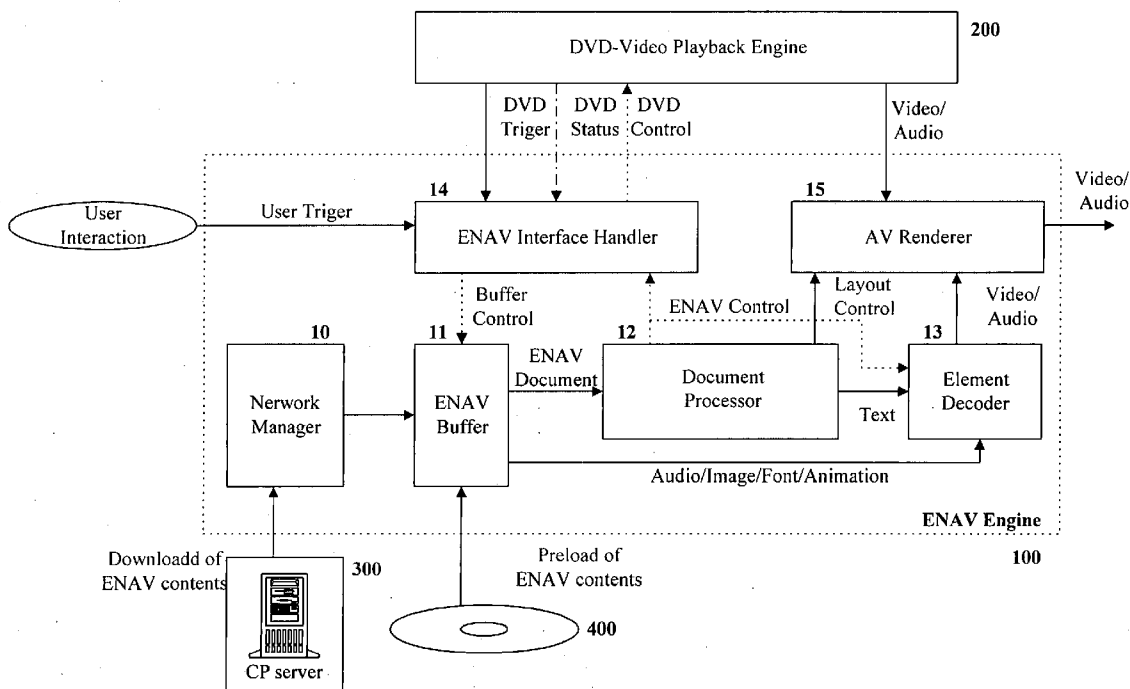 200
DVD-Video Playback Engine
DVD
Triger
DVD
Status
DVD
Control
Video/
Audio
14
15
Video/
Audio
User
Interaction
User Triger
ENAV Interface Handler
AV Renderer
Buffer
Control
ENAV Control
Layout
Control
Video/
Audio
10
11
12
13
Nerwork
Manager
ENAV
Buffer
ENAV
Document
Document
Processor
Text
Element
Decoder
Audio/Image/Font/Animation
ENAV Engine
100
Downloadd of
ENAV contents
300
Preload of
ENAV contents
400
CP server